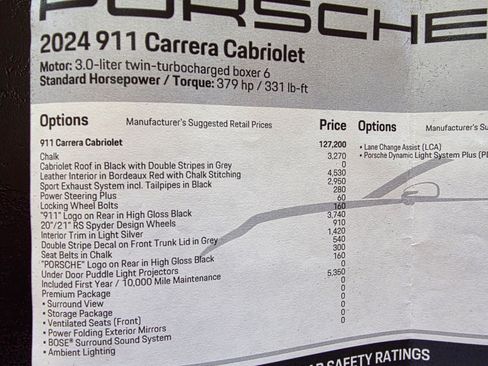 PORSCHE
2024 911 Carrera Cabriolet
Motor: 3.0-liter twin-turbocharged boxer 6
Standard Horsepower / Torque: 379 hp / 331 lb-ft
Options Manufacturer's Suggested Retail Prices Price
911 Carrera Cabriolet 127,200
Chalk 3,270
Cabriolet Roof in Black with Double Stripes in Grey 0
Leather Interior in Bordeaux Red with Chalk Stitching 4,530
Sport Exhaust System incl. Tailpipes in Black 2,950
Power Steering Plus 280
Locking Wheel Bolts 60
"911" Logo on Rear in High Gloss Black 160
20"/21" RS Spyder Design Wheels 3,740
Interior Trim in Light Silver 910
Double Stripe Decal on Front Trunk Lid in Grey 1,420
Seat Belts in Chalk 540
"PORSCHE" Logo on Rear in High Gloss Black 300
Under Door Puddle Light Projectors 160
Included First Year / 10,000 Mile Maintenance 0
Premium Package 5,350
• Surround View 0
• Storage Package 0
• Ventilated Seats (Front) 0
• Power Folding Exterior Mirrors 0
• BOSE® Surround Sound System 0
• Ambient Lighting 0
Options Manufacturer's Su
• Lane Change Assist (LCA)
• Porsche Dynamic Light System Plus (P
SAFETY RATINGS